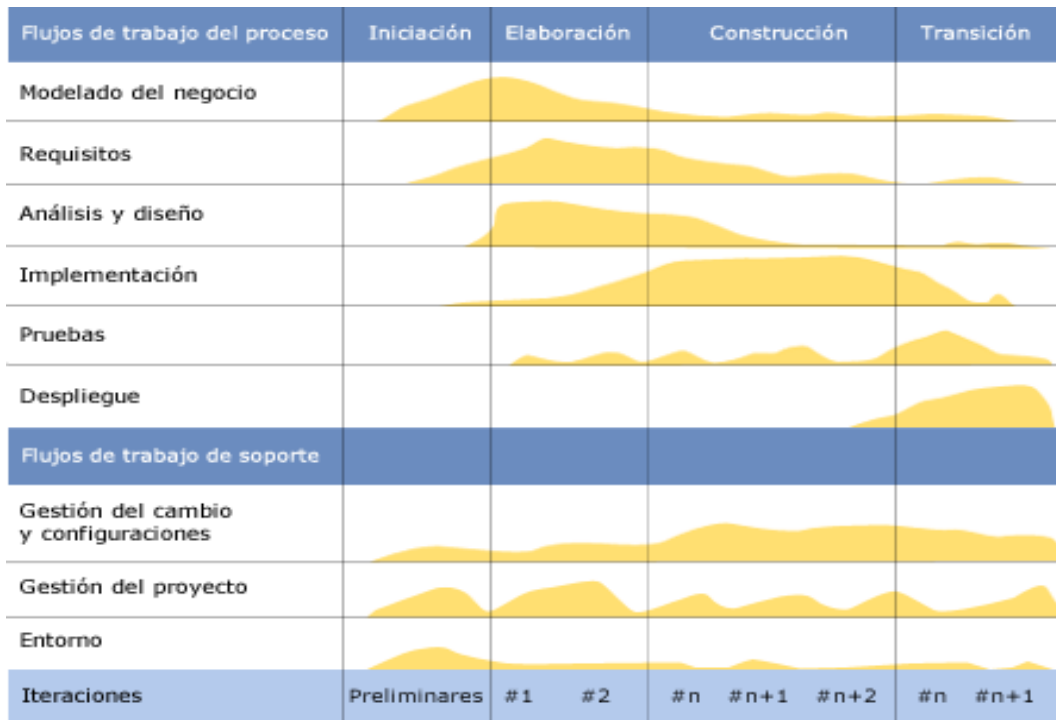 Flujos de trabajo del proceso Iniciación Elaboración Construcción Transición
Modelado del negocio
Requisitos
Análisis y diseño
Implementación
Pruebas
Despliegue
Flujos de trabajo de soporte
Gestión del cambio
y configuraciones
Gestión del proyecto
Entorno
Iteraciones Preliminares #1 #2 #n #n+1 #n+2 #n #n+1